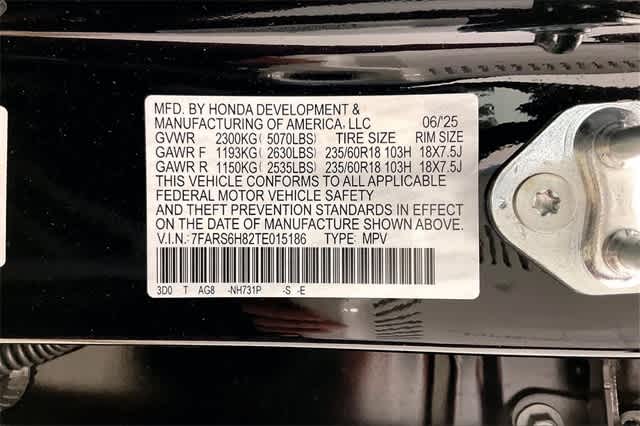 MFD. BY HONDA DEVELOPMENT &
MANUFACTURING OF AMERICA, LLC 06/'25
GVWR 2300KG( 5070LBS) TIRE SIZE RIM SIZE
GAWR F 1193KG( 2630LBS) 235/60R18 103H 18X7.5J
GAWR R 1150KG( 2535LBS) 235/60R18 103H 18X7.5J
THIS VEHICLE CONFORMS TO ALL APPLICABLE
FEDERAL MOTOR VEHICLE SAFETY
AND THEFT PREVENTION STANDARDS IN EFFECT
ON THE DATE OF MANUFACTURE SHOWN ABOVE.
V.I.N.: 7FARS6H82TE015186 TYPE: MPV
3D0 T AG8 -NH731P -S -E